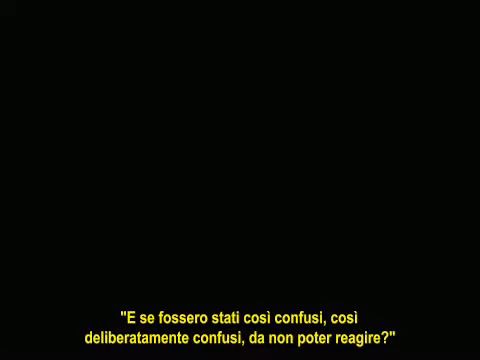 "E se fossero stati così confusi, così
deliberatamente confusi, da non poter reagire?"